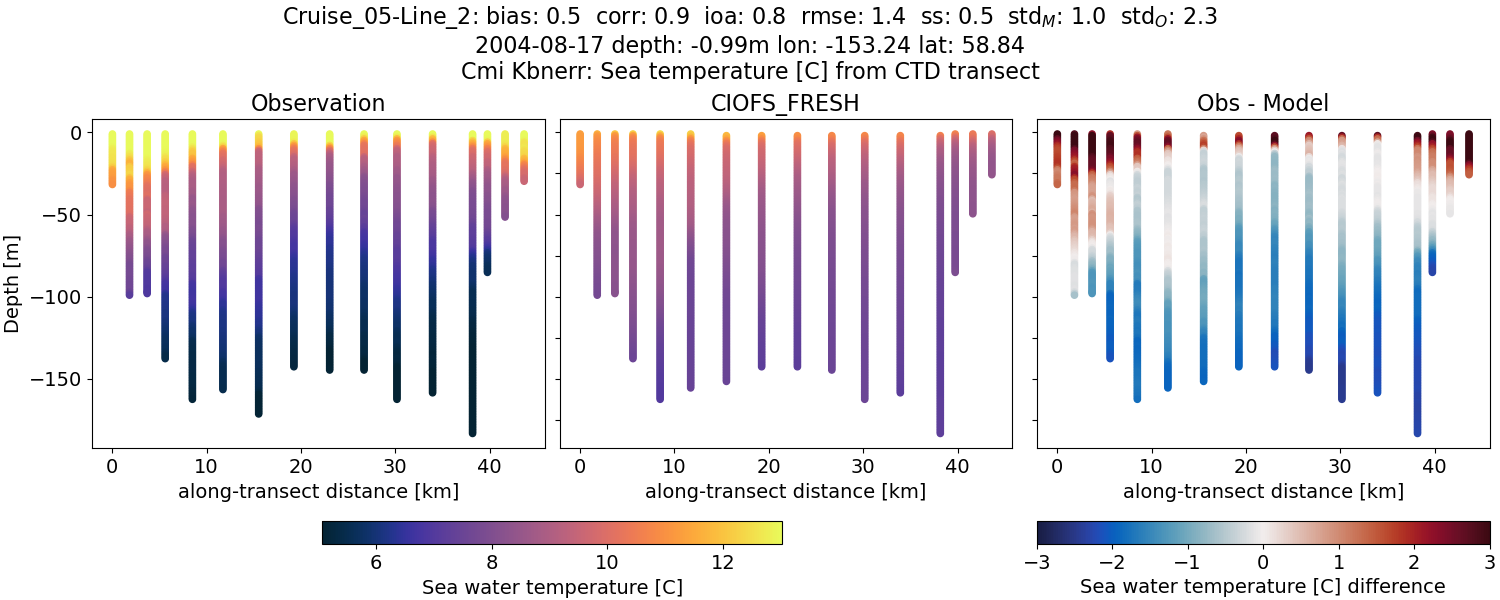 Cruise_05-Line_2: bias: 0.5 corr: 0.9 ioa: 0.8 rmse: 1.4 ss: 0.5 std_M: 1.0 std_O: 2.3
2004-08-17 depth: -0.99m lon: -153.24 lat: 58.84
Cmi Kbnerr: Sea temperature [C] from CTD transect
Observation
CIOFS_FRESH
Obs - Model
Depth [m]
0
−50
−100
−150
0 10 20 30 40
0 10 20 30 40
0 10 20 30 40
along-transect distance [km]
along-transect distance [km]
along-transect distance [km]
6 8 10 12
Sea water temperature [C]
−3 −2 −1 0 1 2 3
Sea water temperature [C] difference